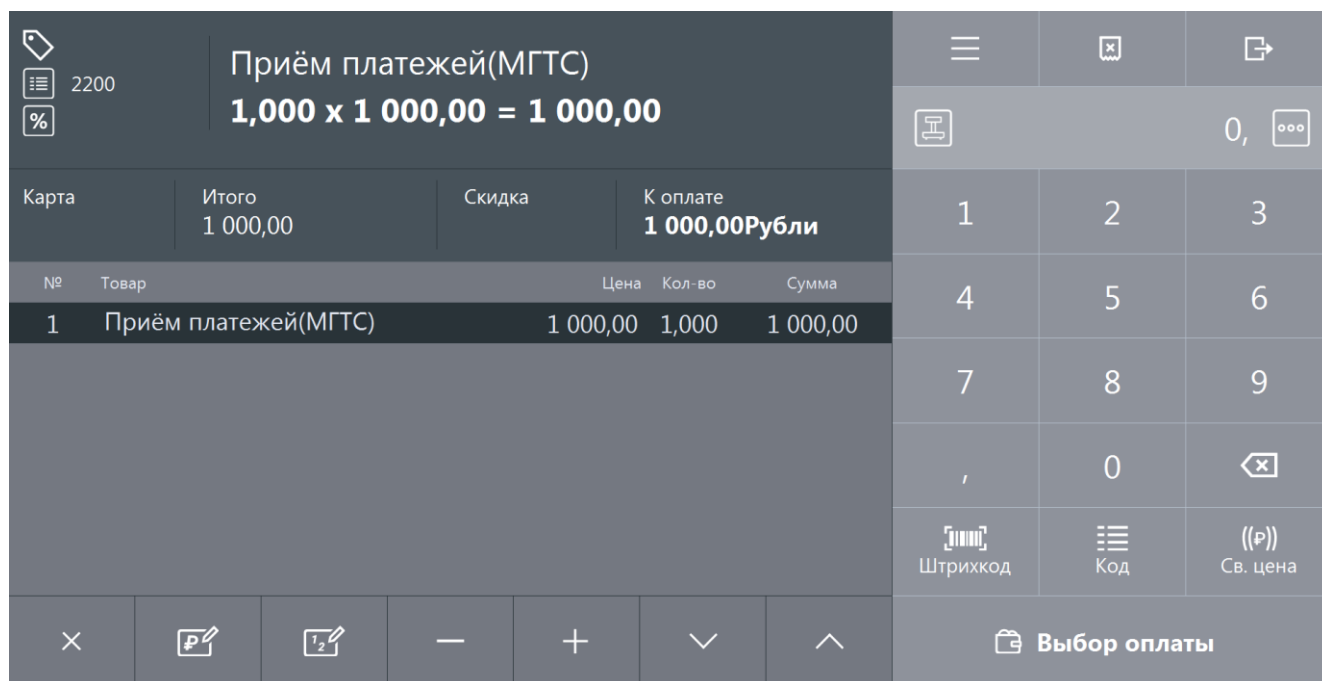 2200
%
Приём платежей(МГТС)
1,000 x 1 000,00 = 1 000,00
Карта
Итого
1 000,00
Скидка
К оплате
1 000,00Рубли
№ Товар Цена Кол-во Сумма
1 Приём платежей(МГТС) 1 000,00 1,000 1 000,00
0,
1 2 3
4 5 6
7 8 9
, 0
Штрихкод Код ((₽)) Св. цена
Выбор оплаты